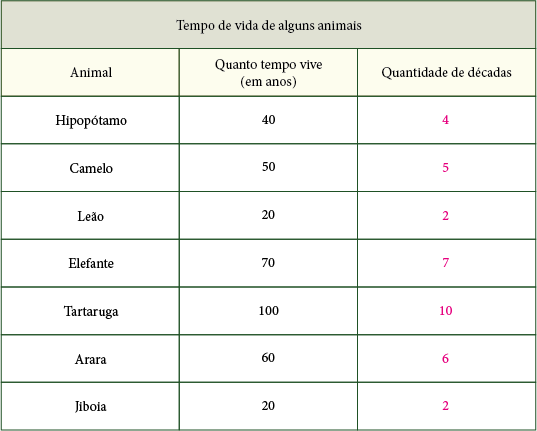 Tempo de vida de alguns animais
Animal Quanto tempo vive (em anos) Quantidade de décadas
Hipopótamo 40 4
Camelo 50 5
Leão 20 2
Elefante 70 7
Tartaruga 100 10
Arara 60 6
Jiboia 20 2